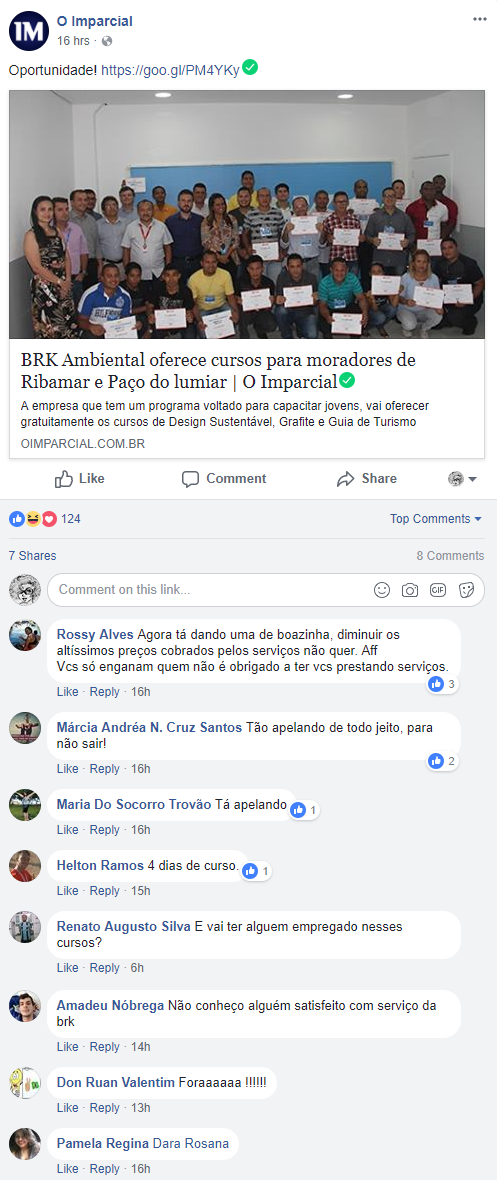 1M
O Imparcial
16 hrs ·
Oportunidade! https://goo.gl/PM4YKy
BRK Ambiental oferece cursos para moradores de
Ribamar e Paço do lumiar | O Imparcial
A empresa que tem um programa voltado para capacitar jovens, vai oferecer
gratuitamente os cursos de Design Sustentável, Grafite e Guia de Turismo
OIMPARCIAL.COM.BR
Like Comment Share
124 Top Comments
7 Shares 8 Comments
Comment on this link...
GIF
Rossy Alves Agora tá dando uma de boazinha, diminuir os
altíssimos preços cobrados pelos serviços não quer. Aff
Vcs só enganam quem não é obrigado a ter vcs prestando serviços.
3
Like · Reply · 16h
Márcia Andréa N. Cruz Santos Tão apelando de todo jeito, para
não sair!
2
Like · Reply · 16h
Maria Do Socorro Trovão Tá apelando
1
Like · Reply · 16h
Helton Ramos 4 dias de curso.
1
Like · Reply · 15h
Renato Augusto Silva E vai ter alguem empregado nesses
cursos?
Like · Reply · 6h
Amadeu Nóbrega Não conheço alguém satisfeito com serviço da
brk
Like · Reply · 14h
Don Ruan Valentim Foraaaaaa !!!!!!
Like · Reply · 13h
Pamela Regina Dara Rosana
Like · Reply · 16h